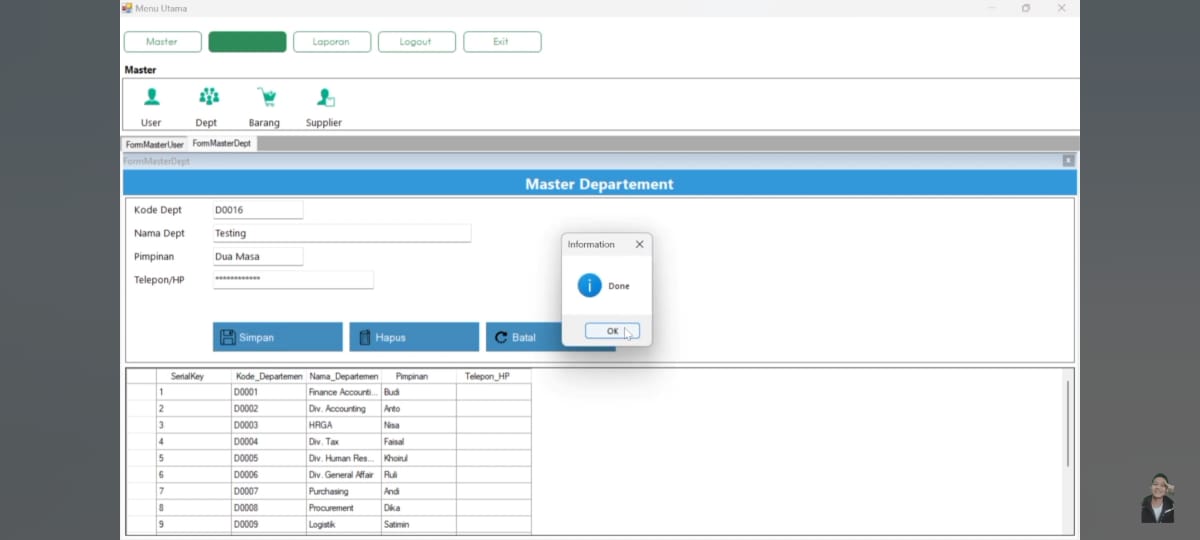 Menu Utama
Master Laporan Logout Exit
Master
User Dept Barang Supplier
FormMasterUser FormMasterDept
FormMasterDept
Master Departement
Kode Dept D0016
Nama Dept Testing
Pimpinan Dua Masa
Telepon/HP ************
Information
Done
OK
Simpan Hapus Batal
SerialKey Kode_Departemen Nama_Departemen Pimpinan Telepon_HP
1 D0001 Finance Accounti... Budi
2 D0002 Div. Accounting Anto
3 D0003 HRGA Nisa
4 D0004 Div. Tax Faisal
5 D0005 Div. Human Res... Khoirul
6 D0006 Div. General Affair Ruli
7 D0007 Purchasing Andi
8 D0008 Procurement Dika
9 D0009 Logistik Satimin